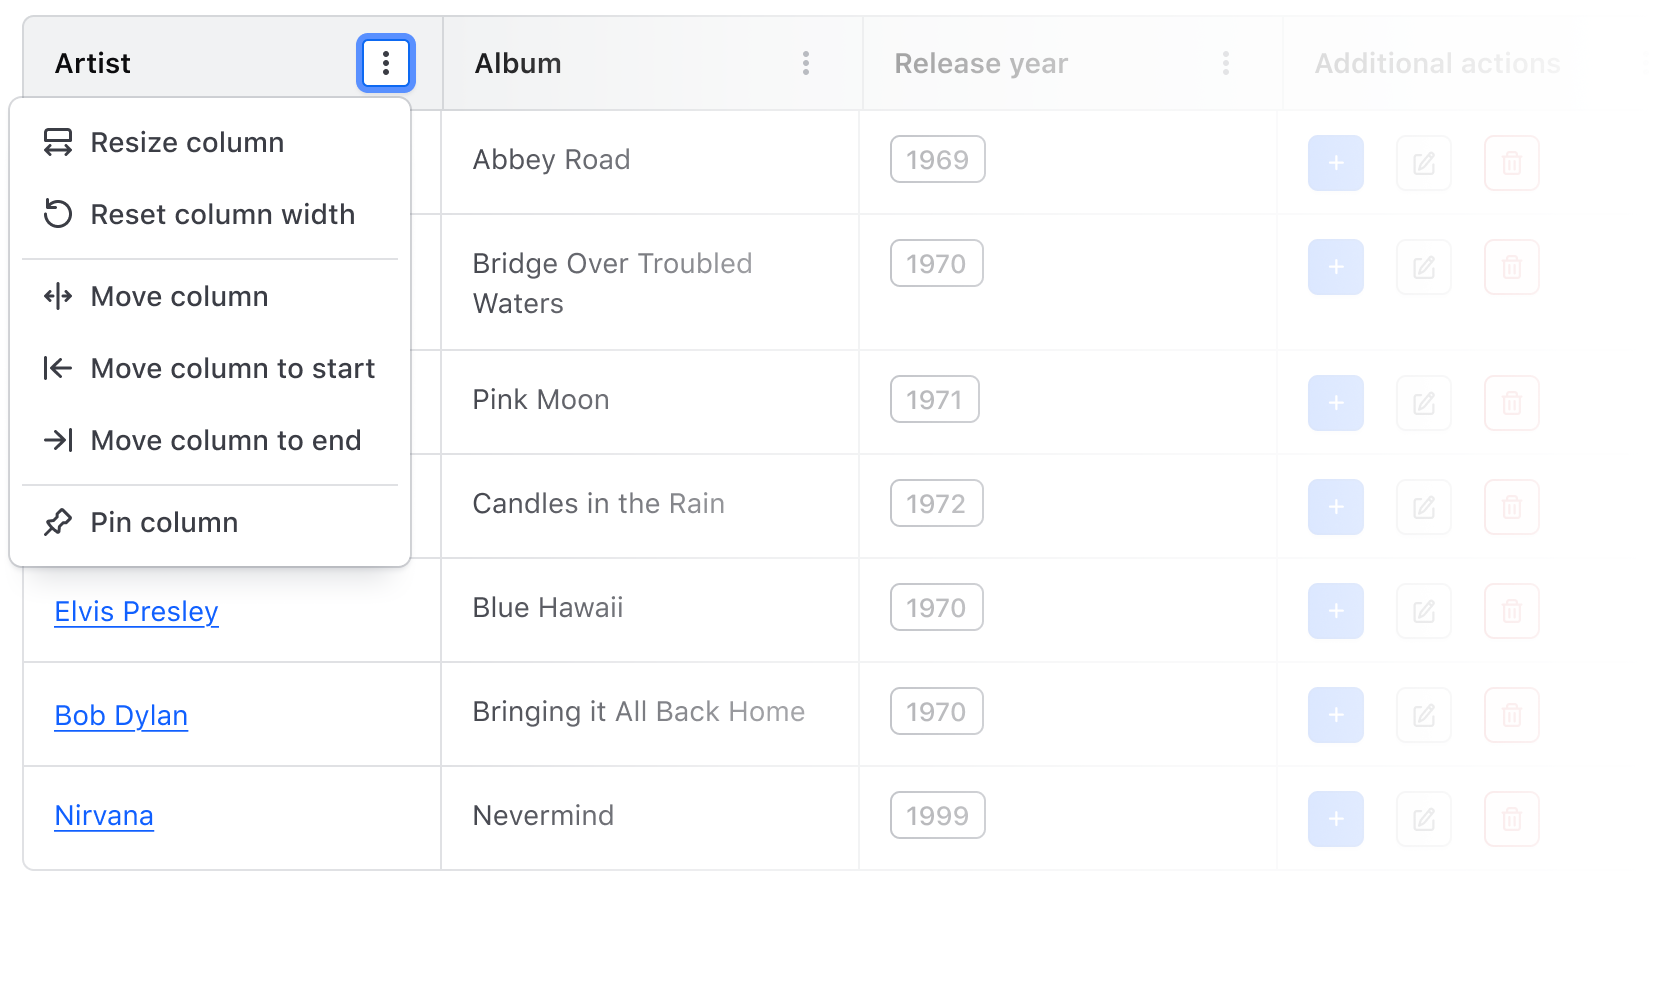 Artist
Album
Release year
Additional actions
Resize column
Reset column width
Move column
Move column to start
Move column to end
Pin column
Abbey Road
1969
Bridge Over Troubled
Waters
1970
Pink Moon
1971
Candles in the Rain
1972
Elvis Presley
Blue Hawaii
1970
Bob Dylan
Bringing it All Back Home
1970
Nirvana
Nevermind
1999